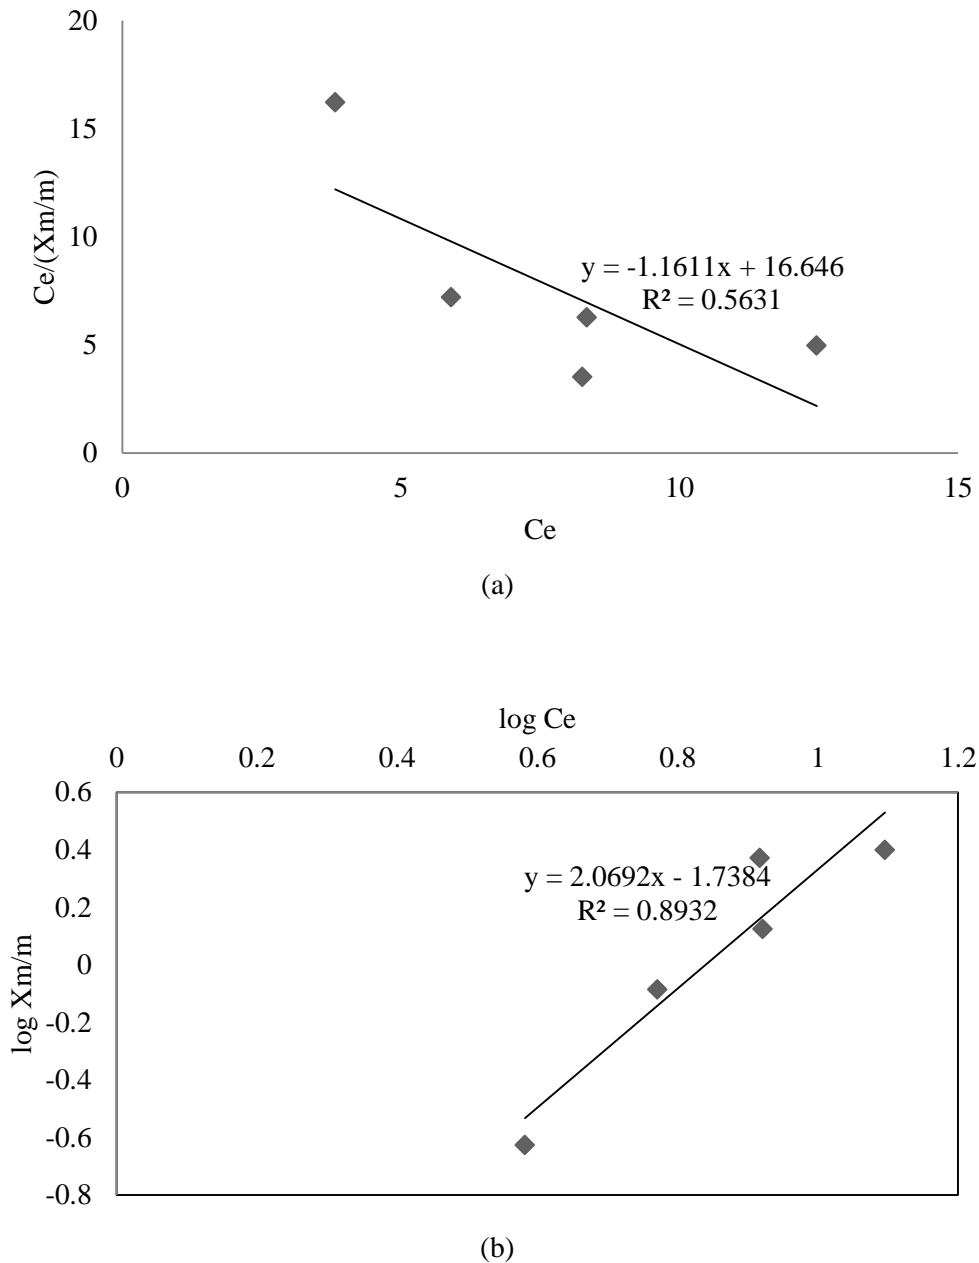 20
15
10
5
0
Ce/(Xm/m)
y = -1.1611x + 16.646
R² = 0.5631
0 5 10 15
Ce
(a)
log Ce
0 0.2 0.4 0.6 0.8 1 1.2
0.6
0.4
0.2
0
-0.2
-0.4
-0.6
-0.8
log Xm/m
y = 2.0692x - 1.7384
R² = 0.8932
(b)